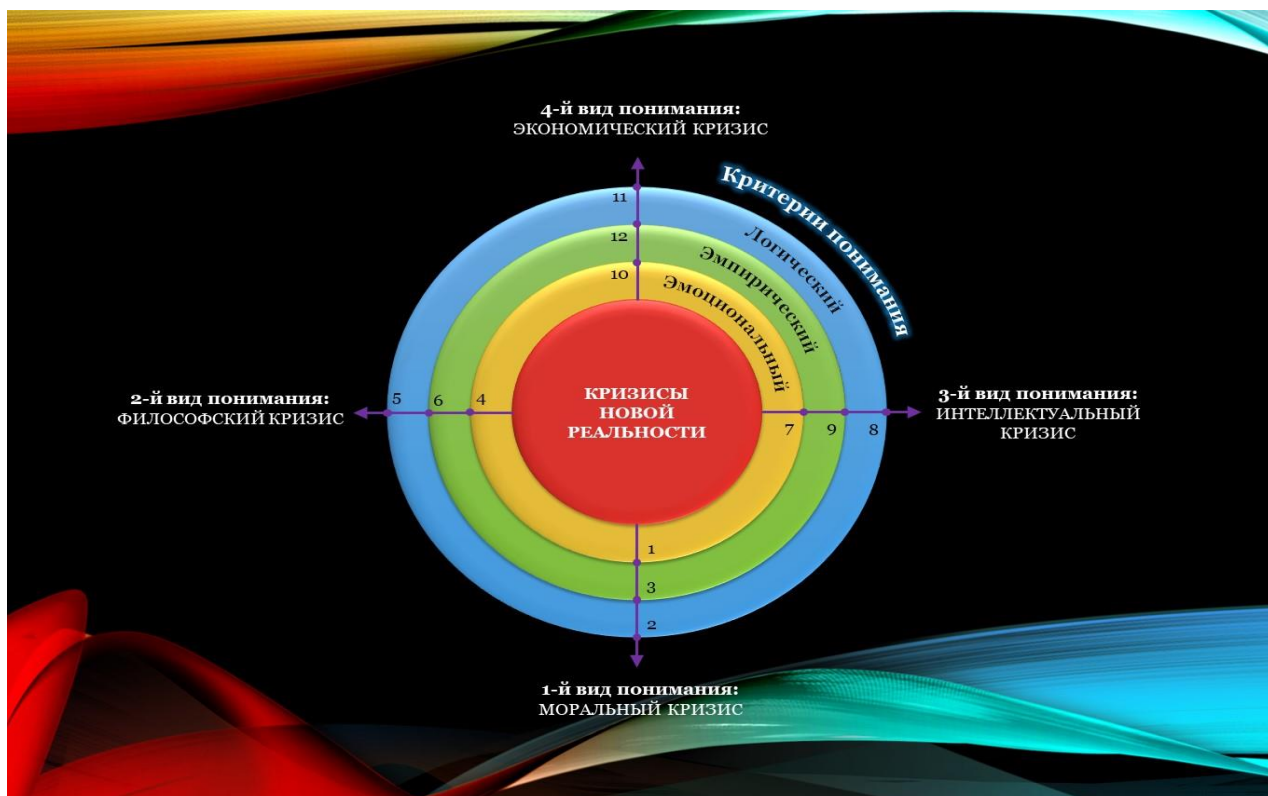 4-й вид понимания:
ЭКОНОМИЧЕСКИЙ КРИЗИС
Критерии понимания
11
Логический
12
Эмпирический
10
Эмоциональный
2-й вид понимания:
ФИЛОСОФСКИЙ КРИЗИС
5
6
4
КРИЗИСЫ
НОВОЙ
РЕАЛЬНОСТИ
7
9
8
3-й вид понимания:
ИНТЕЛЛЕКТУАЛЬНЫЙ
КРИЗИС
1
3
2
1-й вид понимания:
МОРАЛЬНЫЙ КРИЗИС